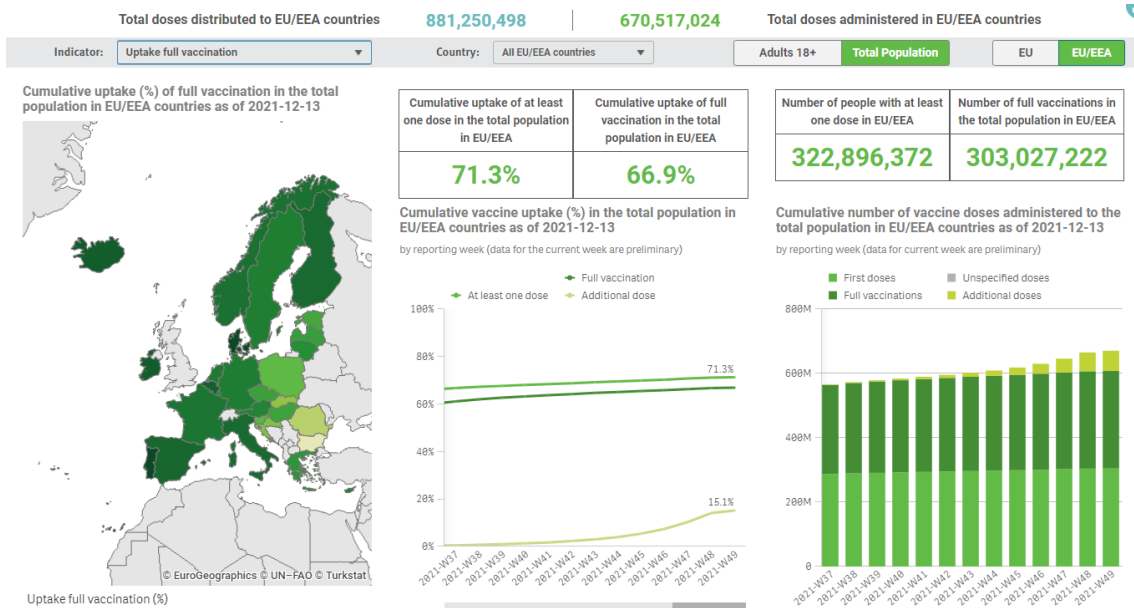 Total doses distributed to EU/EEA countries 881,250,498 670,517,024 Total doses administered in EU/EEA countries
Indicator: Uptake full vaccination Country: All EU/EEA countries Adults 18+ Total Population EU EU/EEA
Cumulative uptake (%) of full vaccination in the total
population in EU/EEA countries as of 2021-12-13
© EuroGeographics © UN-FAO © Turkstat
Uptake full vaccination (%)
Cumulative uptake of at least
one dose in the total population
in EU/EEA
71.3%
Cumulative uptake of full
vaccination in the total
population in EU/EEA
66.9%
Cumulative vaccine uptake (%) in the total population in
EU/EEA countries as of 2021-12-13
by reporting week (data for the current week are preliminary)
Full vaccination
At least one dose Additional dose
100%
80%
60%
40%
20%
0%
71.3%
15.1%
2021-W37 2021-W38 2021-W39 2021-W40 2021-W41 2021-W42 2021-W43 2021-W44 2021-W45 2021-W46 2021-W47 2021-W48 2021-W49
Number of people with at least
one dose in EU/EEA
322,896,372
Number of full vaccinations in
the total population in EU/EEA
303,027,222
Cumulative number of vaccine doses administered to the
total population in EU/EEA countries as of 2021-12-13
by reporting week (data for current week are preliminary)
First doses Unspecified doses
Full vaccinations Additional doses
800M
600M
400M
200M
0
2021-W37 2021-W38 2021-W39 2021-W40 2021-W41 2021-W42 2021-W43 2021-W44 2021-W45 2021-W46 2021-W47 2021-W48 2021-W49